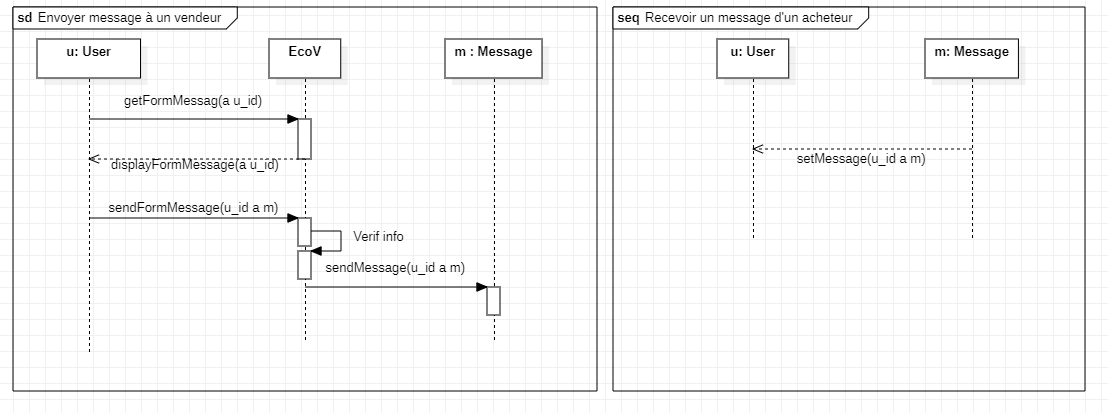 sd Envoyer message à un vendeur
u: User
EcoV
m : Message
getFormMessag(a u_id)
displayFormMessage(a u_id)
sendFormMessage(u_id a m)
Verif info
sendMessage(u_id a m)
seq Recevoir un message d'un acheteur
u: User
m: Message
setMessage(u_id a m)